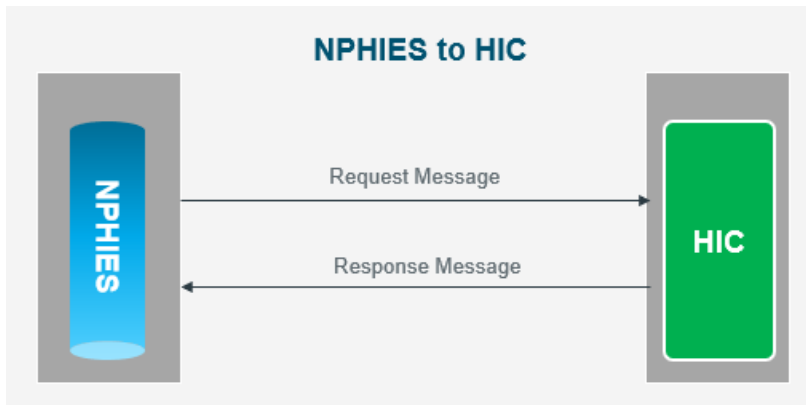 NPHIES to HIC
NPHIES
Request Message
HIC
Response Message